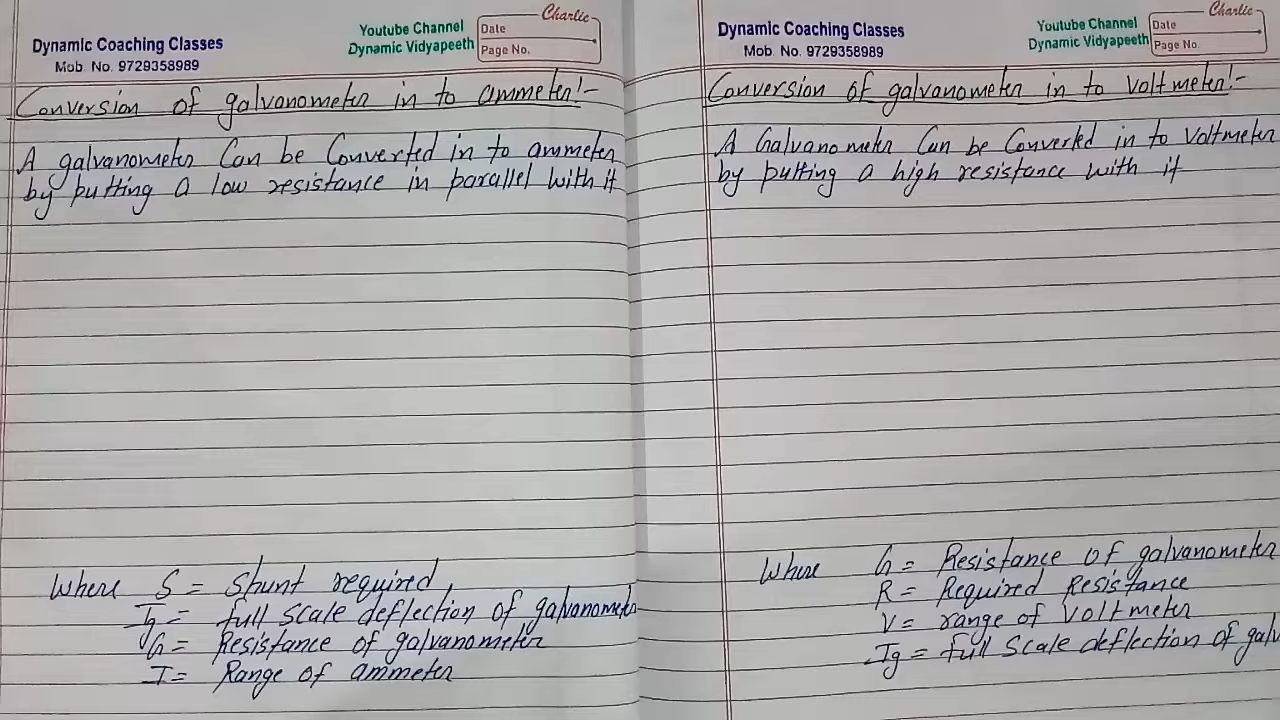 Dynamic Coaching Classes
Mob. No. 9729358989
Youtube Channel
Dynamic Vidyapeeth
Charlie
Date
Page No.
Conversion of galvanometer in to ammeter!-
A galvanometer Can be Converted in to ammeter
by putting a low resistance in parallel with it
Where S = Shunt required
Ig = full scale deflection of galvanometer
G = Resistance of galvanometer
I = Range of ammeter
Dynamic Coaching Classes
Mob. No. 9729358989
Youtube Channel
Dynamic Vidyapeeth
Charlie
Date
Page No.
Conversion of galvanometer in to voltmeter!-
A Galvanometer Can be Converted in to Voltmeter
by putting a high resistance with it
Where G = Resistance of galvanometer
R = Required Resistance
V = range of voltmeter
Ig = full Scale deflection of galv